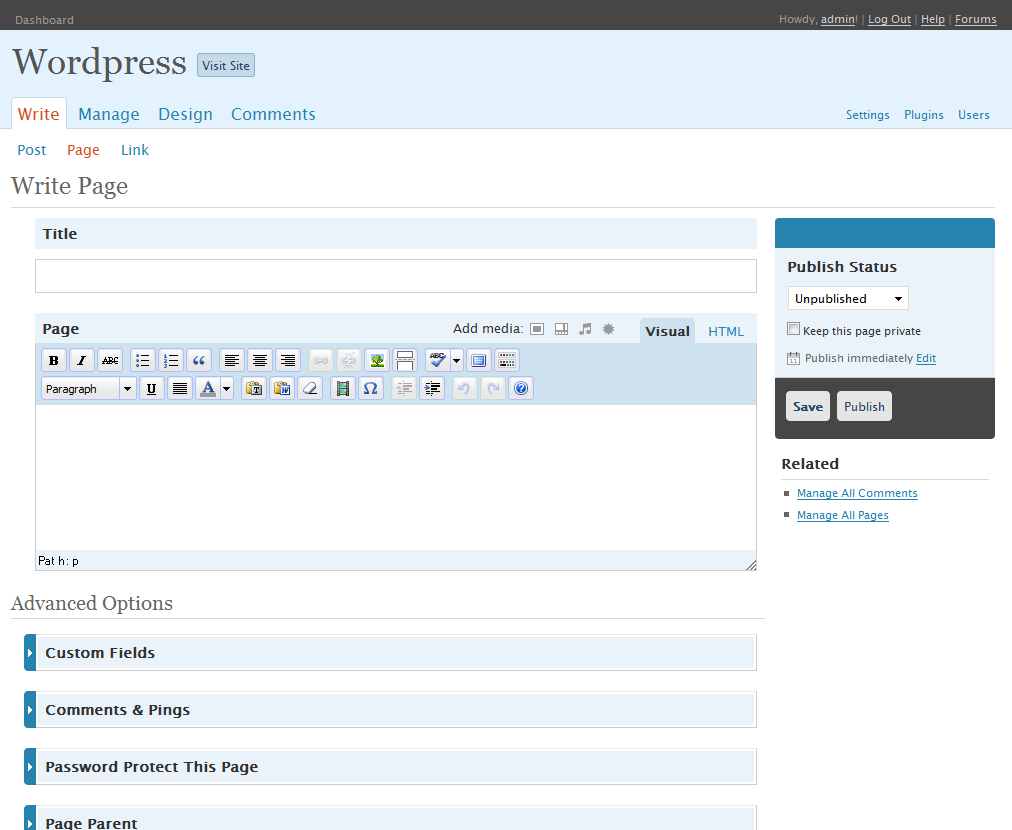 Dashboard
Howdy, admin! | Log Out | Help | Forums
Wordpress
Visit Site
Write Manage Design Comments
Settings Plugins Users
Post Page Link
Write Page
Title
Page
Add media:
Visual HTML
B I ABC ABC
Paragraph U A T W Ω ?
Path: p
Publish Status
Unpublished
Keep this page private
Publish immediately Edit
Save Publish
Related
Manage All Comments
Manage All Pages
Advanced Options
Custom Fields
Comments & Pings
Password Protect This Page
Page Parent